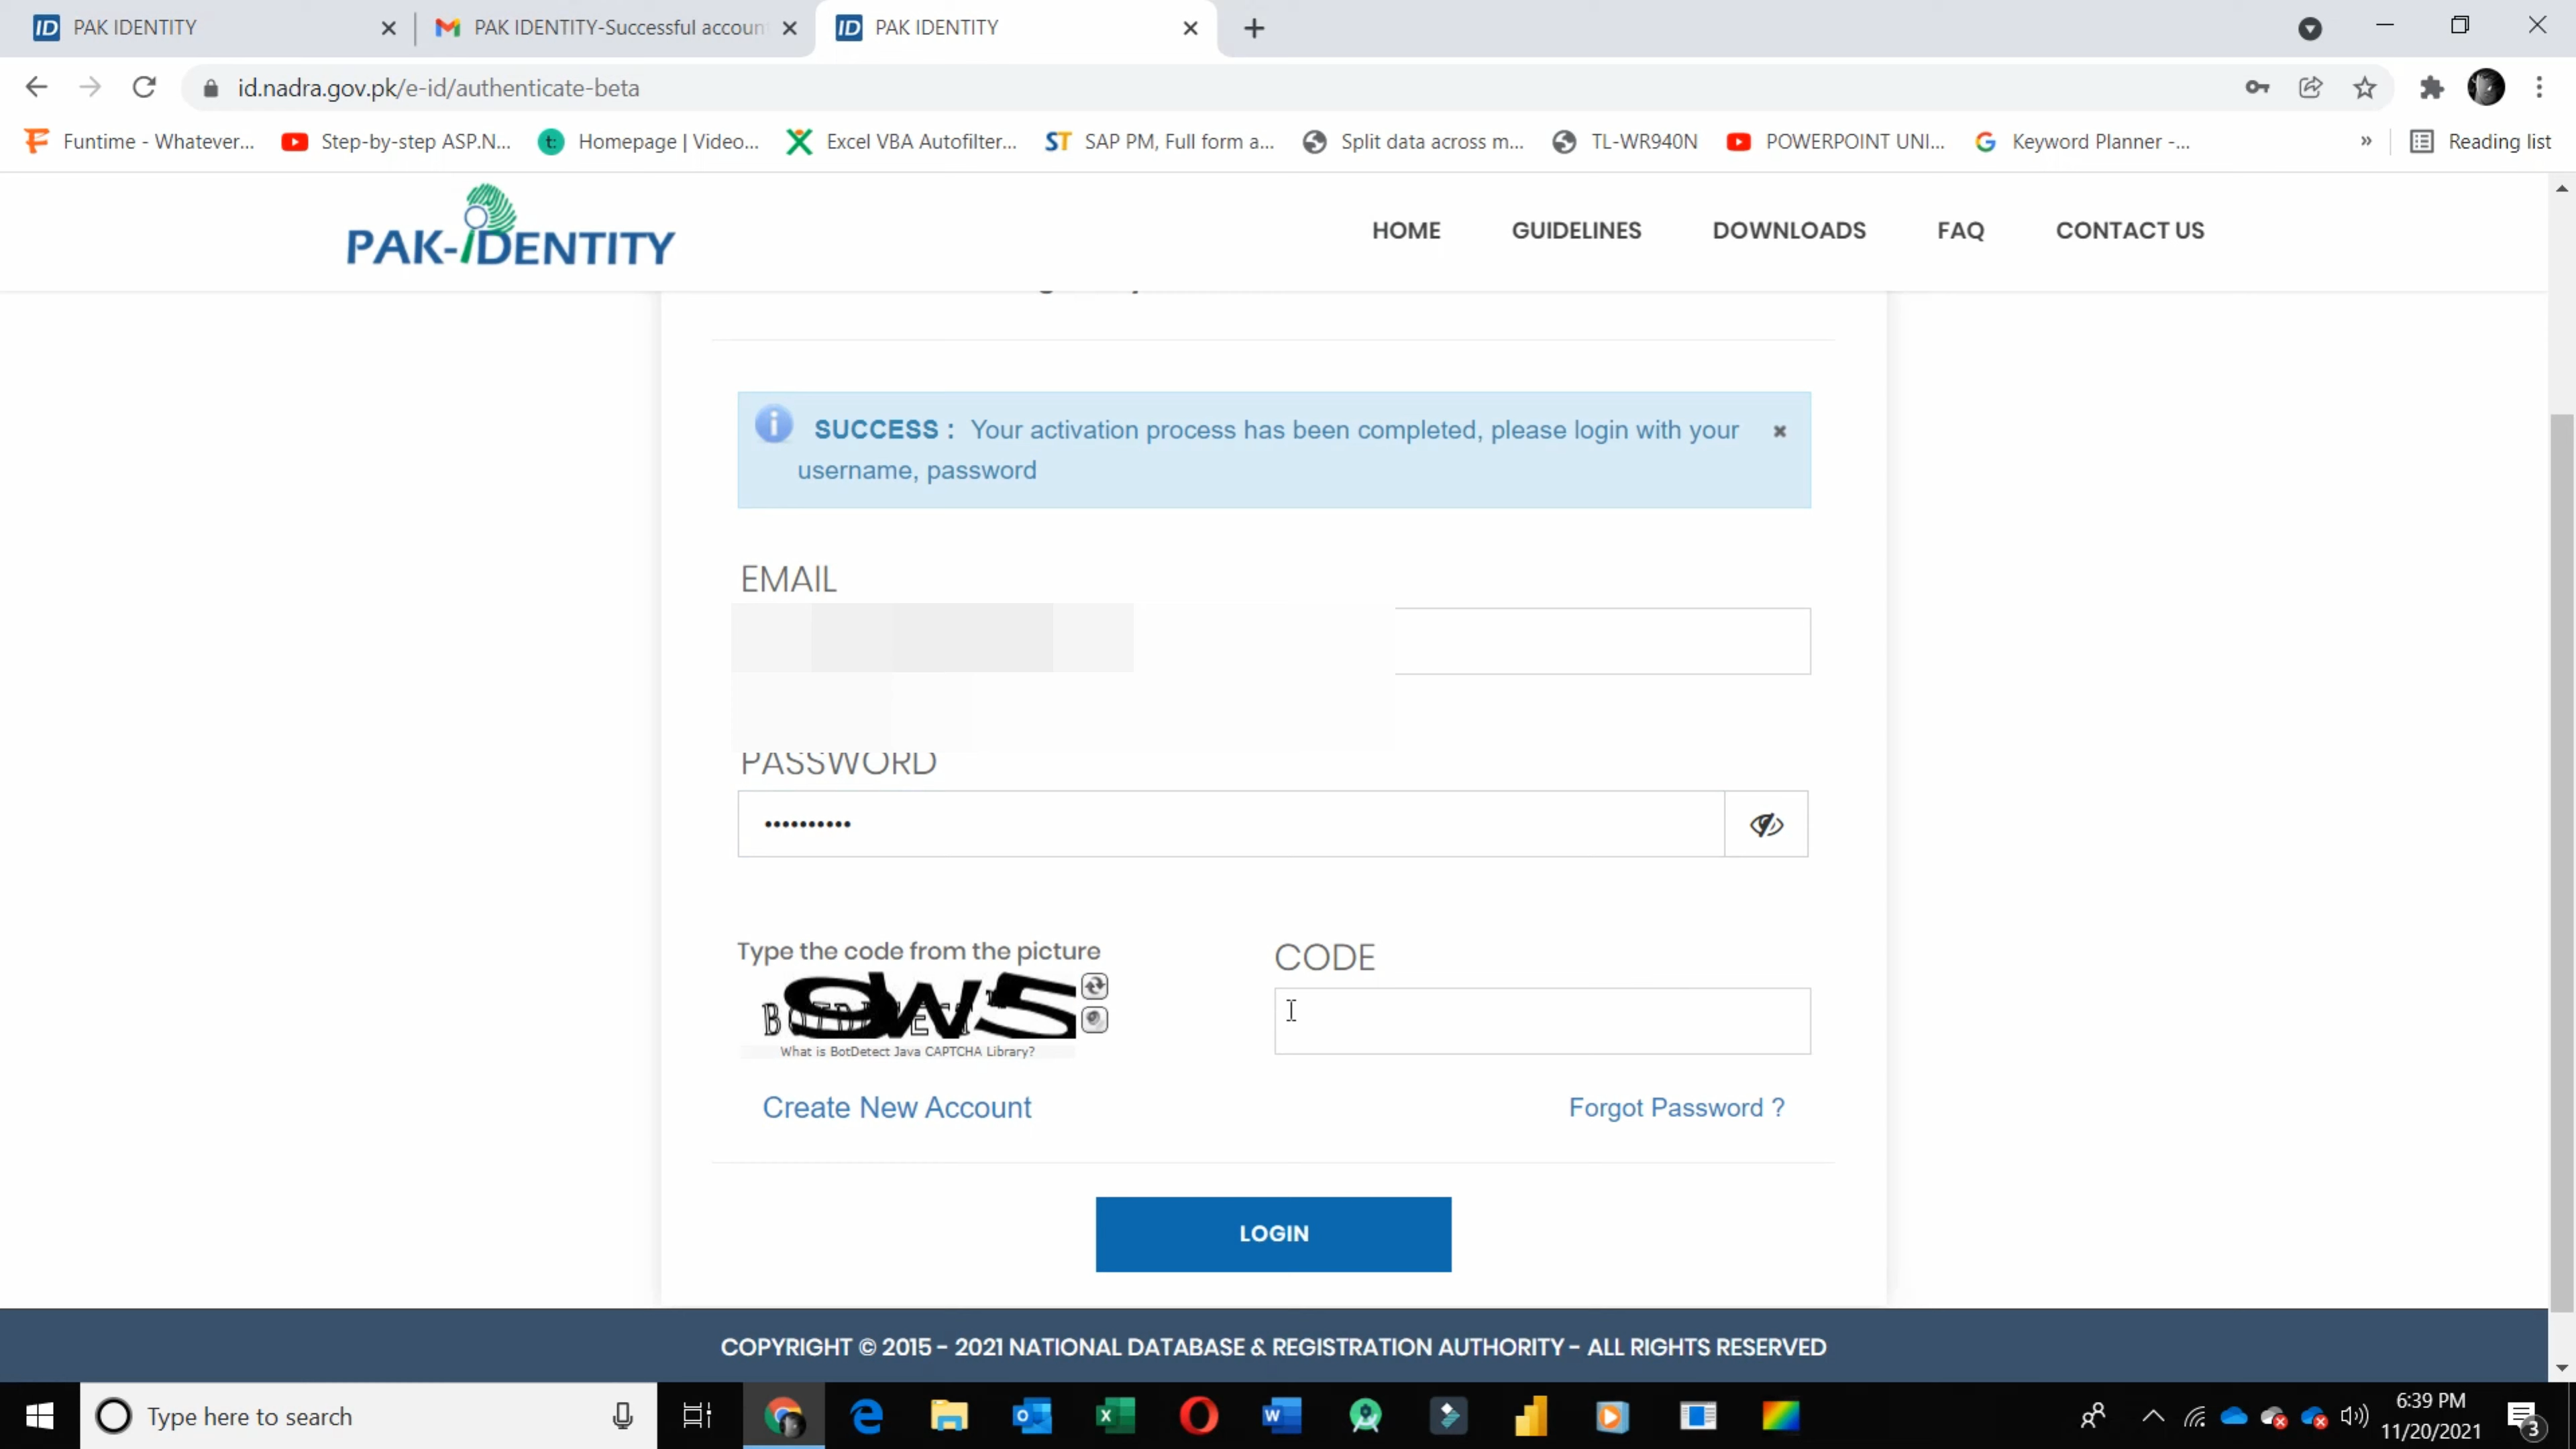 PAK IDENTITY
PAK IDENTITY-Successful accoun
PAK IDENTITY
id.nadra.gov.pk/e-id/authenticate-beta
Funtime - Whatever...
Step-by-step ASP.N...
Homepage | Video...
Excel VBA Autofilter...
SAP PM, Full form a...
Split data across m...
TL-WR940N
POWERPOINT UNI...
Keyword Planner -...
»
Reading list
PAK-iDENTITY
HOME
GUIDELINES
DOWNLOADS
FAQ
CONTACT US
SUCCESS : Your activation process has been completed, please login with your
username, password
EMAIL
PASSWORD
••••••••••
Type the code from the picture
CODE
What is BotDetect Java CAPTCHA Library?
Create New Account
Forgot Password ?
LOGIN
COPYRIGHT © 2015 - 2021 NATIONAL DATABASE & REGISTRATION AUTHORITY - ALL RIGHTS RESERVED
Type here to search
6:39 PM
11/20/2021
3